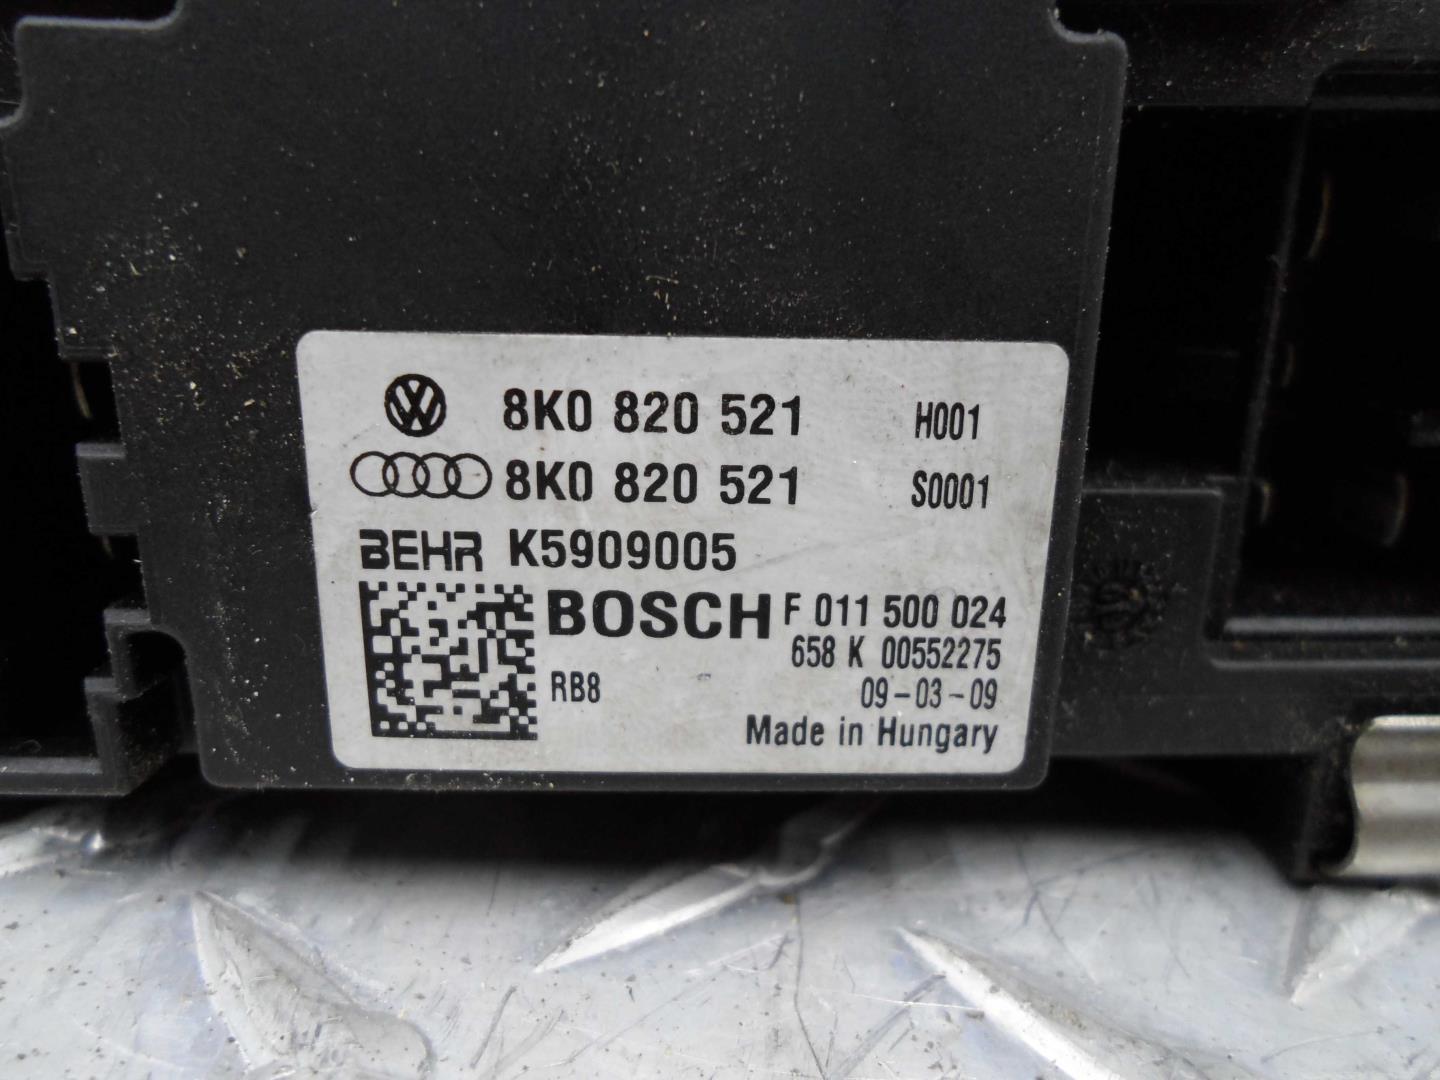 8K0 820 521 H001
8K0 820 521 S0001
BEHR K5909005
BOSCH F 011 500 024
658 K 00552275
RB8 09-03-09
Made in Hungary